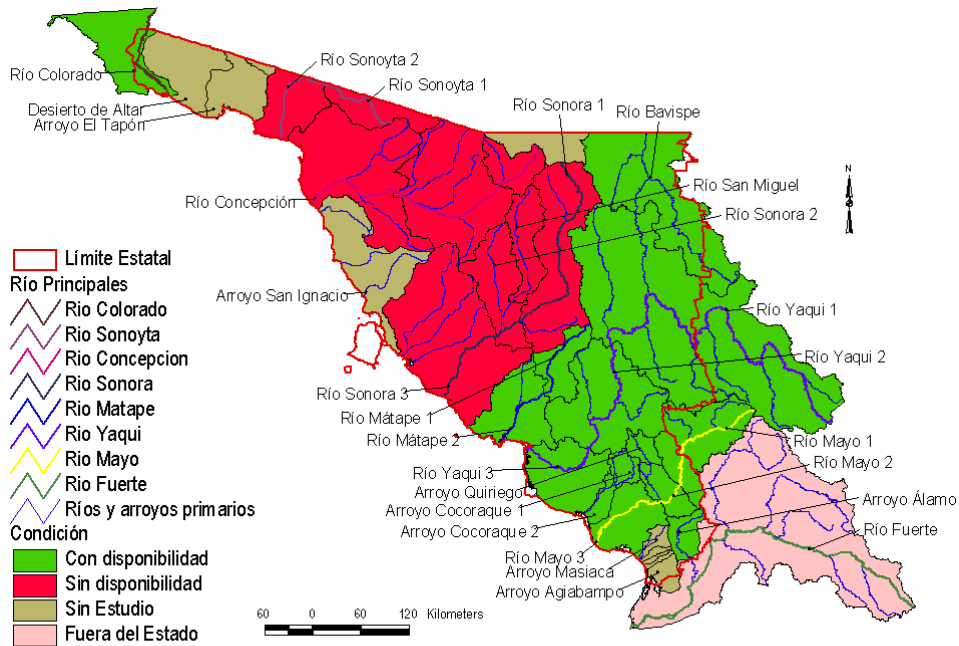 Río Sonoyta 2
Río Colorado
Río Sonoyta 1
Desierto de Altar
Río Sonora 1
Río Bavispe
Arroyo El Tapón
N
Río San Miguel
Río Concepción
Río Sonora 2
Límite Estatal
Río Principales
Rio Colorado
Rio Sonoyta
Rio Concepcion
Rio Sonora
Rio Matape
Rio Yaqui
Rio Mayo
Rio Fuerte
Ríos y arroyos primarios
Condición
Con disponibilidad
Sin disponibilidad
Sin Estudio
Fuera del Estado
Arroyo San Ignacio
Río Yaqui 1
Río Yaqui 2
Río Sonora 3
Río Mátape 1
Río Mátape 2
Río Mayo 1
Río Mayo 2
Río Yaqui 3
Arroyo Quiriego
Arroyo Cocoraque 1
Arroyo Cocoraque 2
Arroyo Álamo
Río Fuerte
Río Mayo 3
Arroyo Masiaca
Arroyo Agiabampo
60 0 60 120 Kilometers